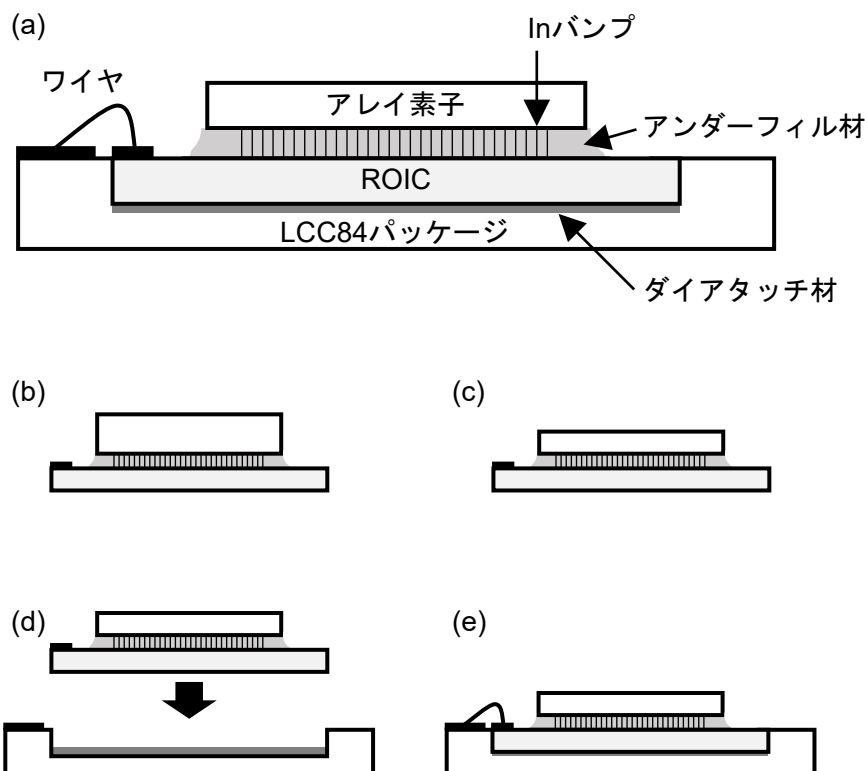 (a)
Inバンプ
ワイヤ
アレイ素子
アンダーフィル材
ROIC
LCC84パッケージ
ダイアタッチ材
(b)
(c)
(d)
(e)